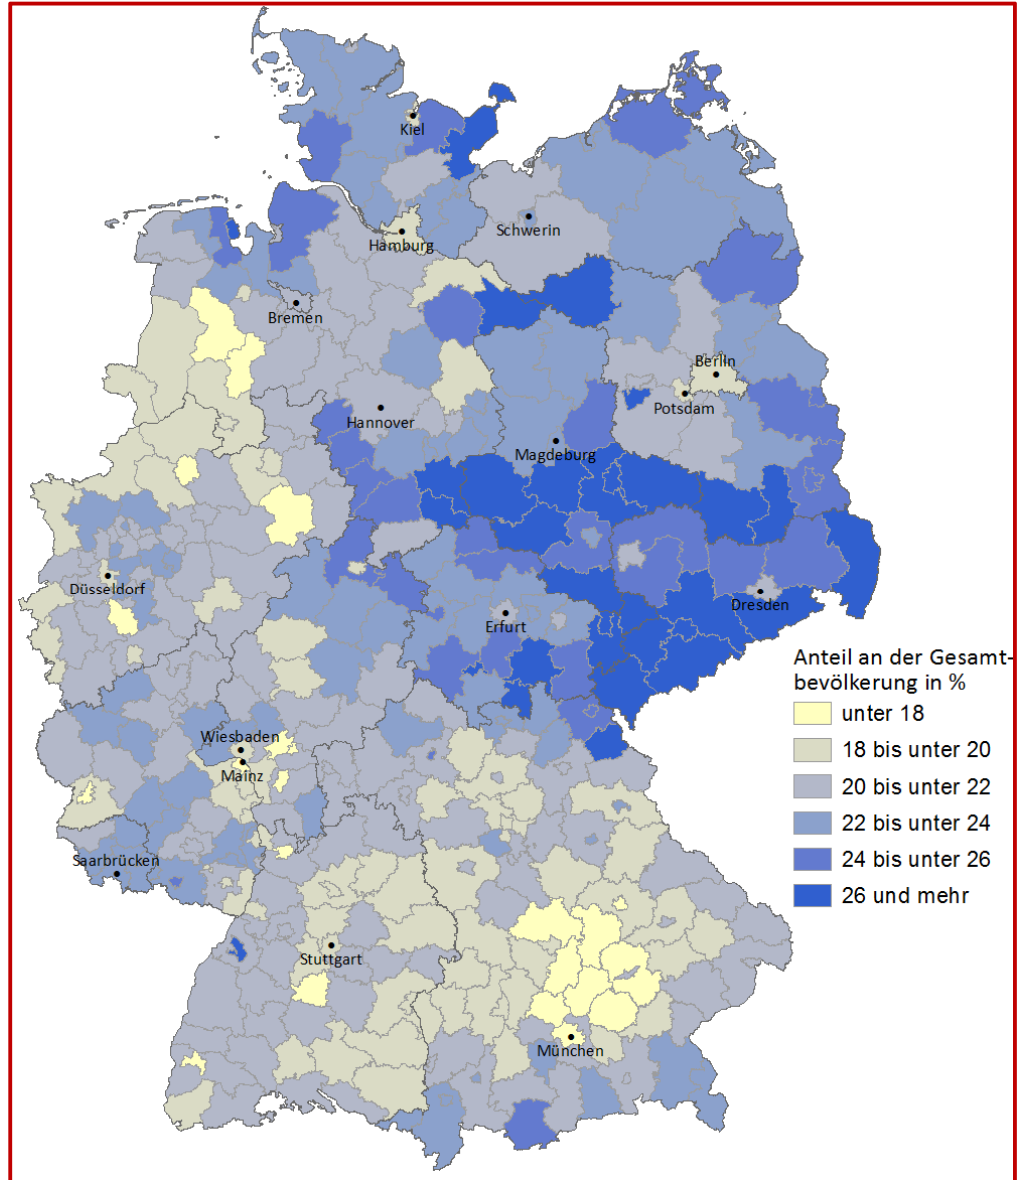 Kiel
Schwerin
Hamburg
Bremen
Berlin
Potsdam
Hannover
Magdeburg
Düsseldorf
Dresden
Erfurt
Wiesbaden
Mainz
Saarbrücken
Stuttgart
München
Anteil an der Gesamt-
bevölkerung in %
unter 18
18 bis unter 20
20 bis unter 22
22 bis unter 24
24 bis unter 26
26 und mehr